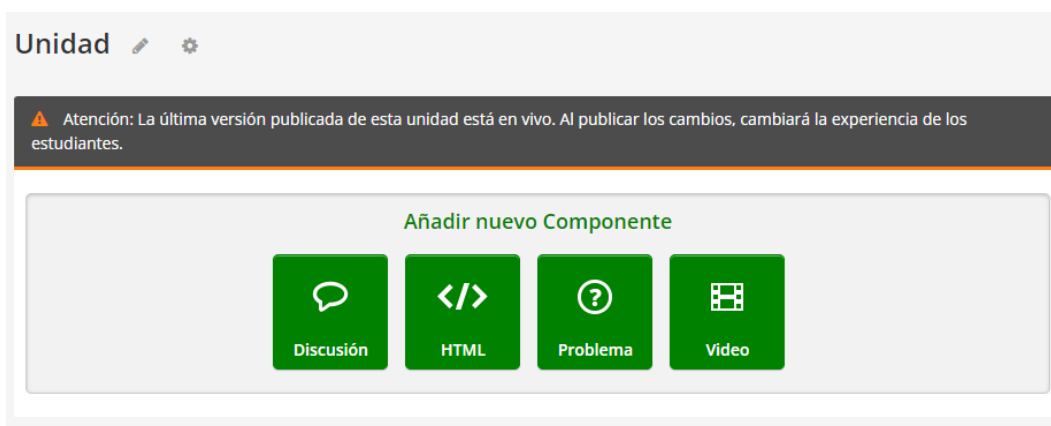 Unidad
Atención: La última versión publicada de esta unidad está en vivo. Al publicar los cambios, cambiará la experiencia de los
estudiantes.
Añadir nuevo Componente
Discusión HTML Problema Video